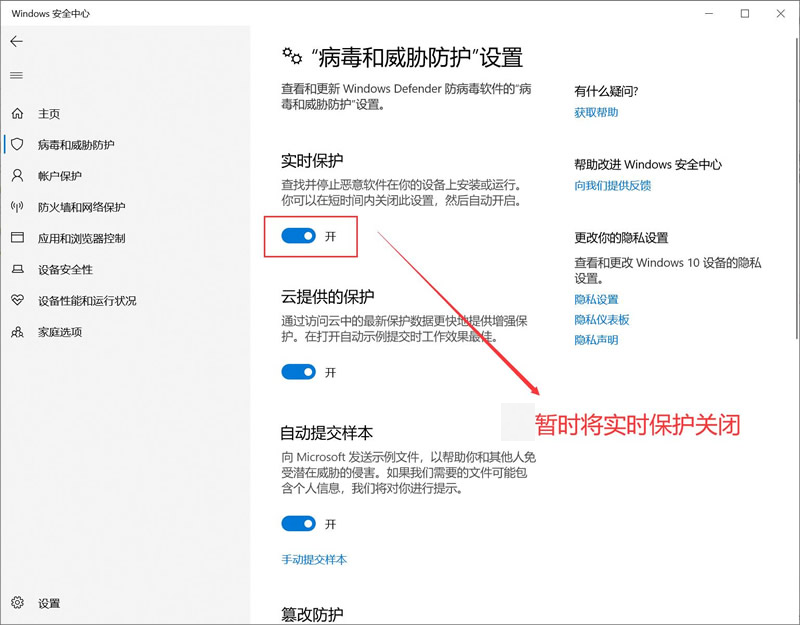 Windows 安全中心
主页
病毒和威胁防护
帐户保护
防火墙和网络保护
应用和浏览器控制
设备安全性
设备性能和运行状况
家庭选项
设置
“病毒和威胁防护”设置
查看和更新 Windows Defender 防病毒软件的“病
毒和威胁防护”设置。
实时保护
查找并停止恶意软件在你的设备上安装或运行。
你可以在短时间内关闭此设置，然后自动开启。
开
云提供的保护
通过访问云中的最新保护数据更快地提供增强保
护。在打开自动示例提交时工作效果最佳。
开
自动提交样本
向 Microsoft 发送示例文件，以帮助你和其他人免
受潜在威胁的侵害。如果我们需要的文件可能包
含个人信息，我们将对你进行提示。
开
手动提交样本
篡改防护
有什么疑问?
获取帮助
帮助改进 Windows 安全中心
向我们提供反馈
更改你的隐私设置
查看和更改 Windows 10 设备的隐私
设置。
隐私设置
隐私仪表板
隐私声明
暂时将实时保护关闭